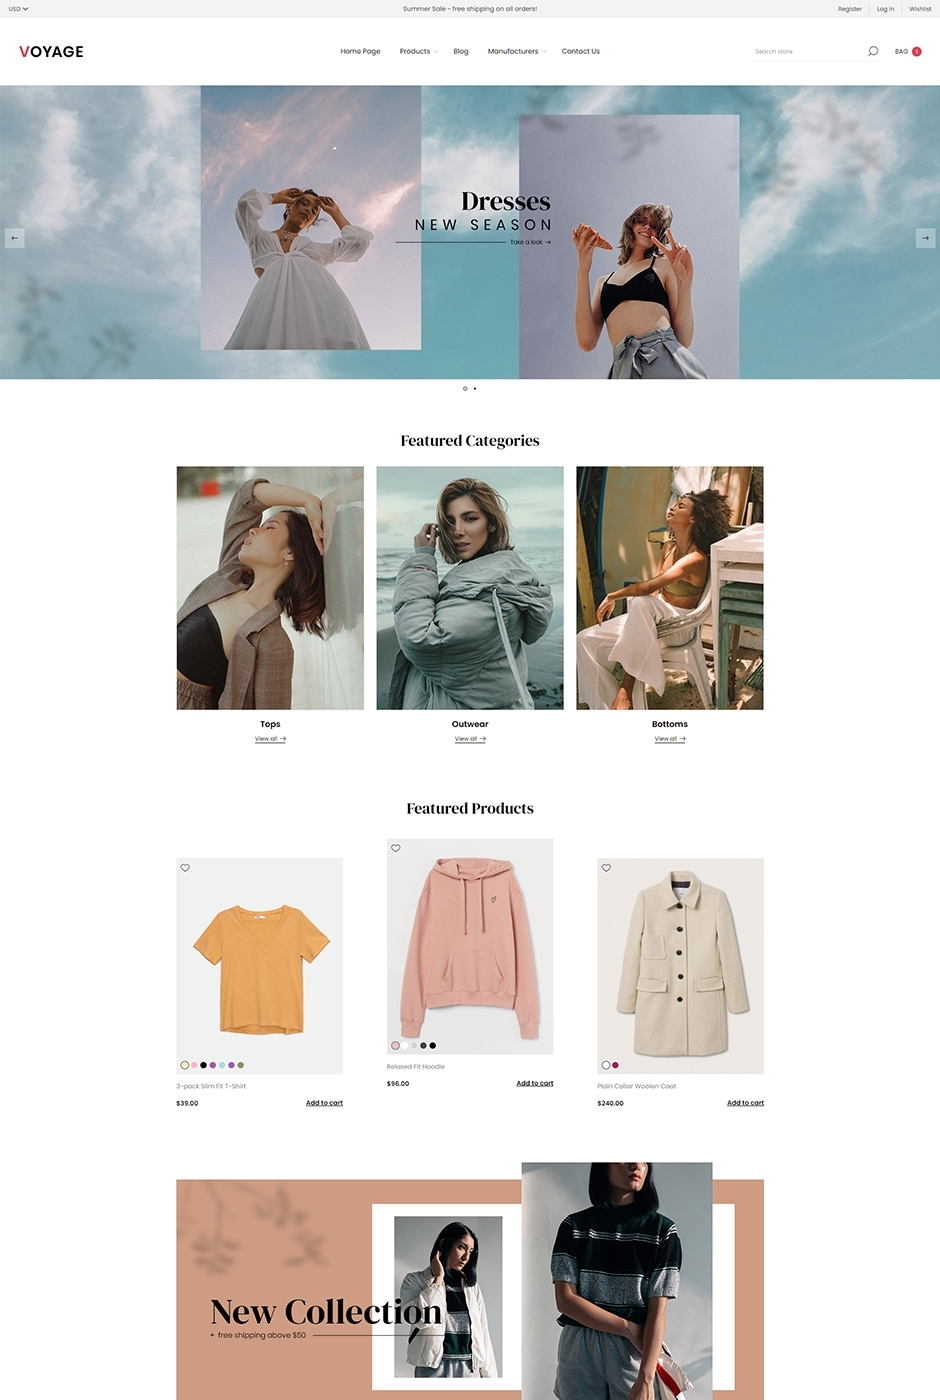 USD
Summer Sale - free shipping on all orders!
Register
Log in
Wishlist
VOYAGE
Home Page
Products
Blog
Manufacturers
Contact Us
Search store
BAG 1
Dresses
NEW SEASON
Take a look →
Featured Categories
Tops
Outwear
Bottoms
View all →
View all →
View all →
Featured Products
Relaxed Fit Hoodie
$96.00
Add to cart
3-pack Slim Fit T-Shirt
$39.00
Add to cart
Plain Collar Woolen Coat
$240.00
Add to cart
New Collection
+ free shipping above $50